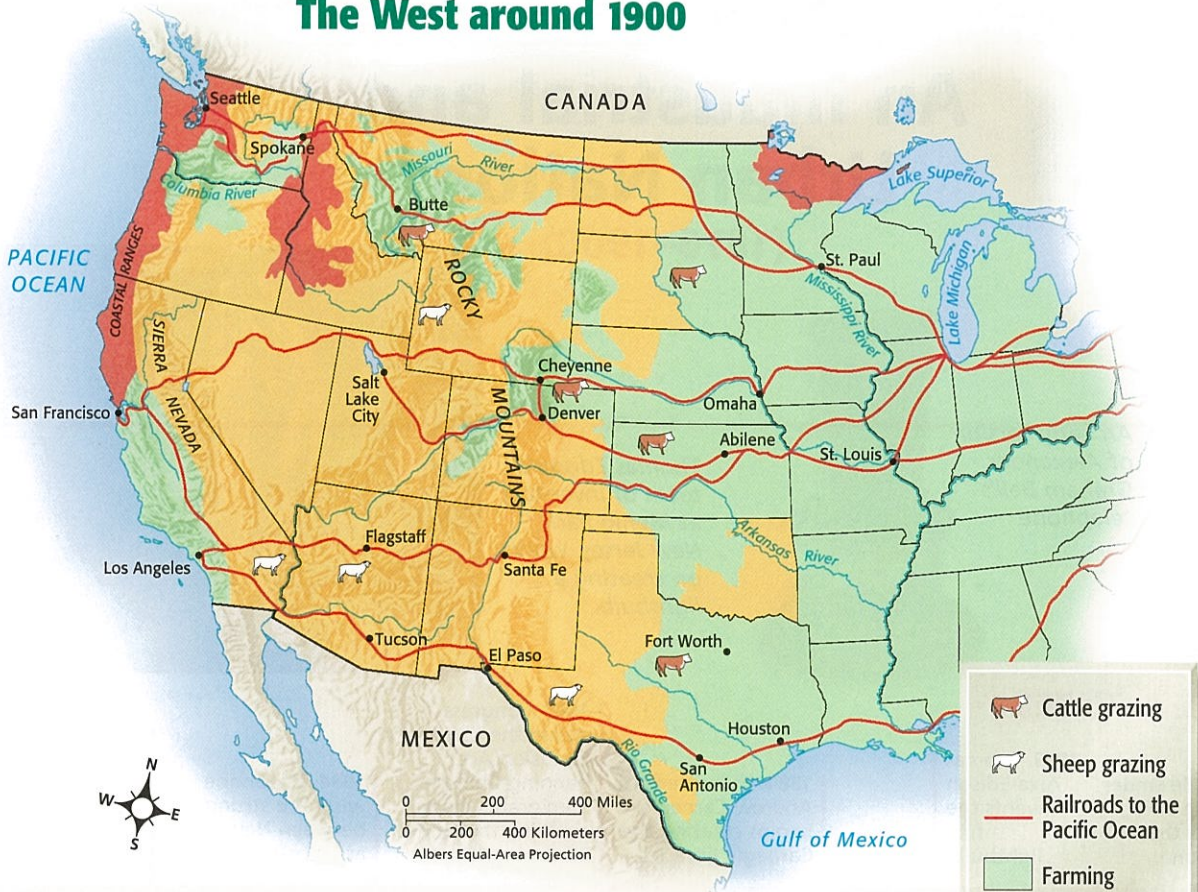 The West around 1900
CANADA
Seattle
Spokane
Missouri
River
Columbia River
Butte
Lake Superior
PACIFIC
OCEAN
COASTAL RANGES
ROCKY
St. Paul
Mississippi River
Lake Michigan
SIERRA
NEVADA
Salt
Lake
City
Cheyenne
MOUNTAINS
Denver
Omaha
San Francisco
Abilene
St. Louis
Flagstaff
Arkansas
River
Los Angeles
Santa Fe
Tucson
Fort Worth
El Paso
Houston
MEXICO
Rio Grande
San
Antonio
N
W
E
S
0 200 400 Miles
0 200 400 Kilometers
Albers Equal-Area Projection
Gulf of Mexico
Cattle grazing
Sheep grazing
Railroads to the
Pacific Ocean
Farming